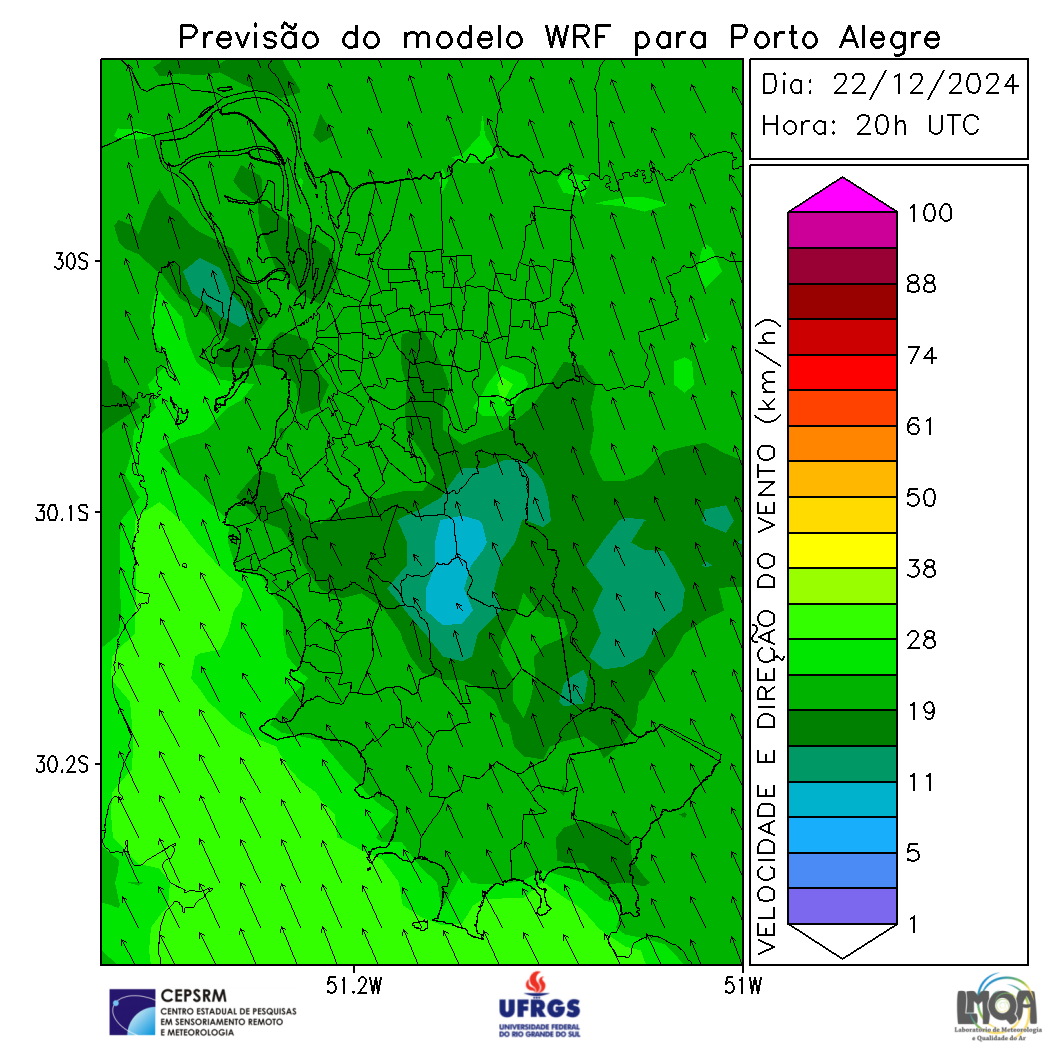 Previsão do modelo WRF para Porto Alegre
Dia: 22/12/2024
Hora: 20h UTC
30S
30.1S
30.2S
51.2W
51W
VELOCIDADE E DIREÇÃO DO VENTO (km/h)
100
88
74
61
50
38
28
19
11
5
1
CEPSRM
CENTRO ESTADUAL DE PESQUISAS
EM SENSORIAMENTO REMOTO
E METEOROLOGIA
UFRGS
UNIVERSIDADE FEDERAL
DO RIO GRANDE DO SUL
LMQA
Laboratório de Meteorologia
e Qualidade do Ar